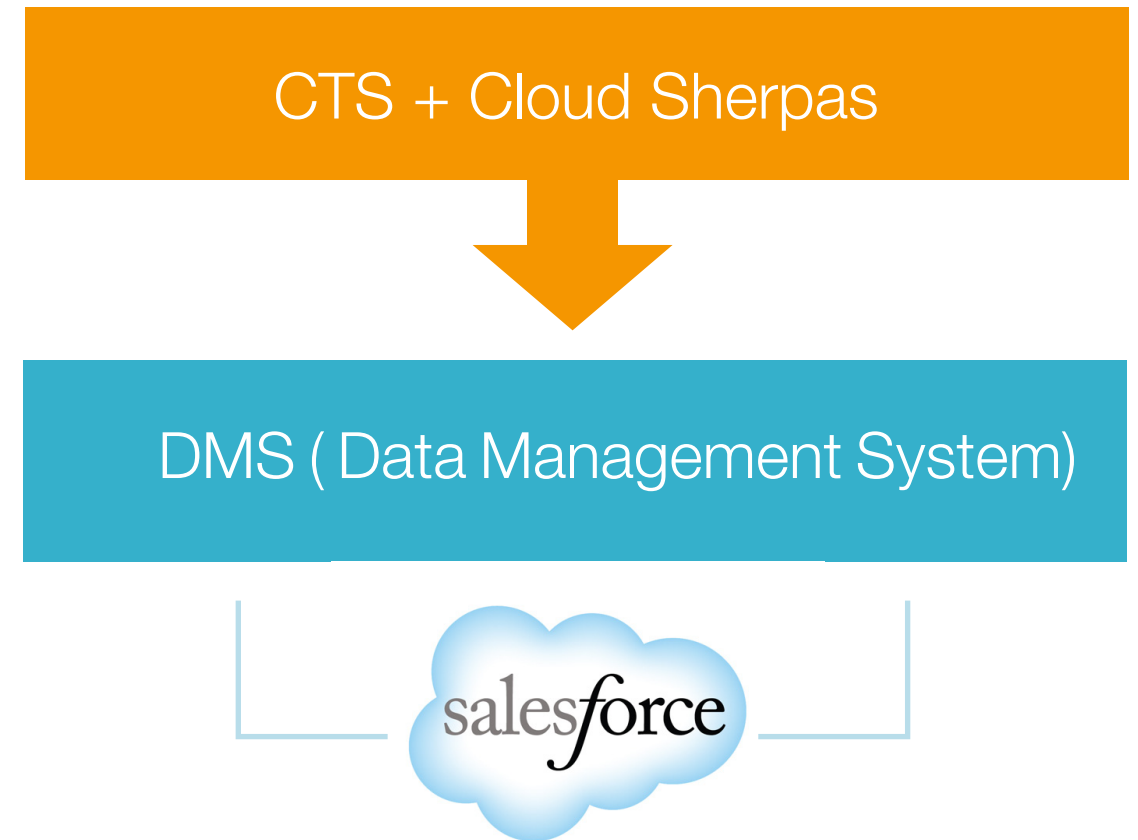 CTS + Cloud Sherpas
DMS ( Data Management System)
salesforce